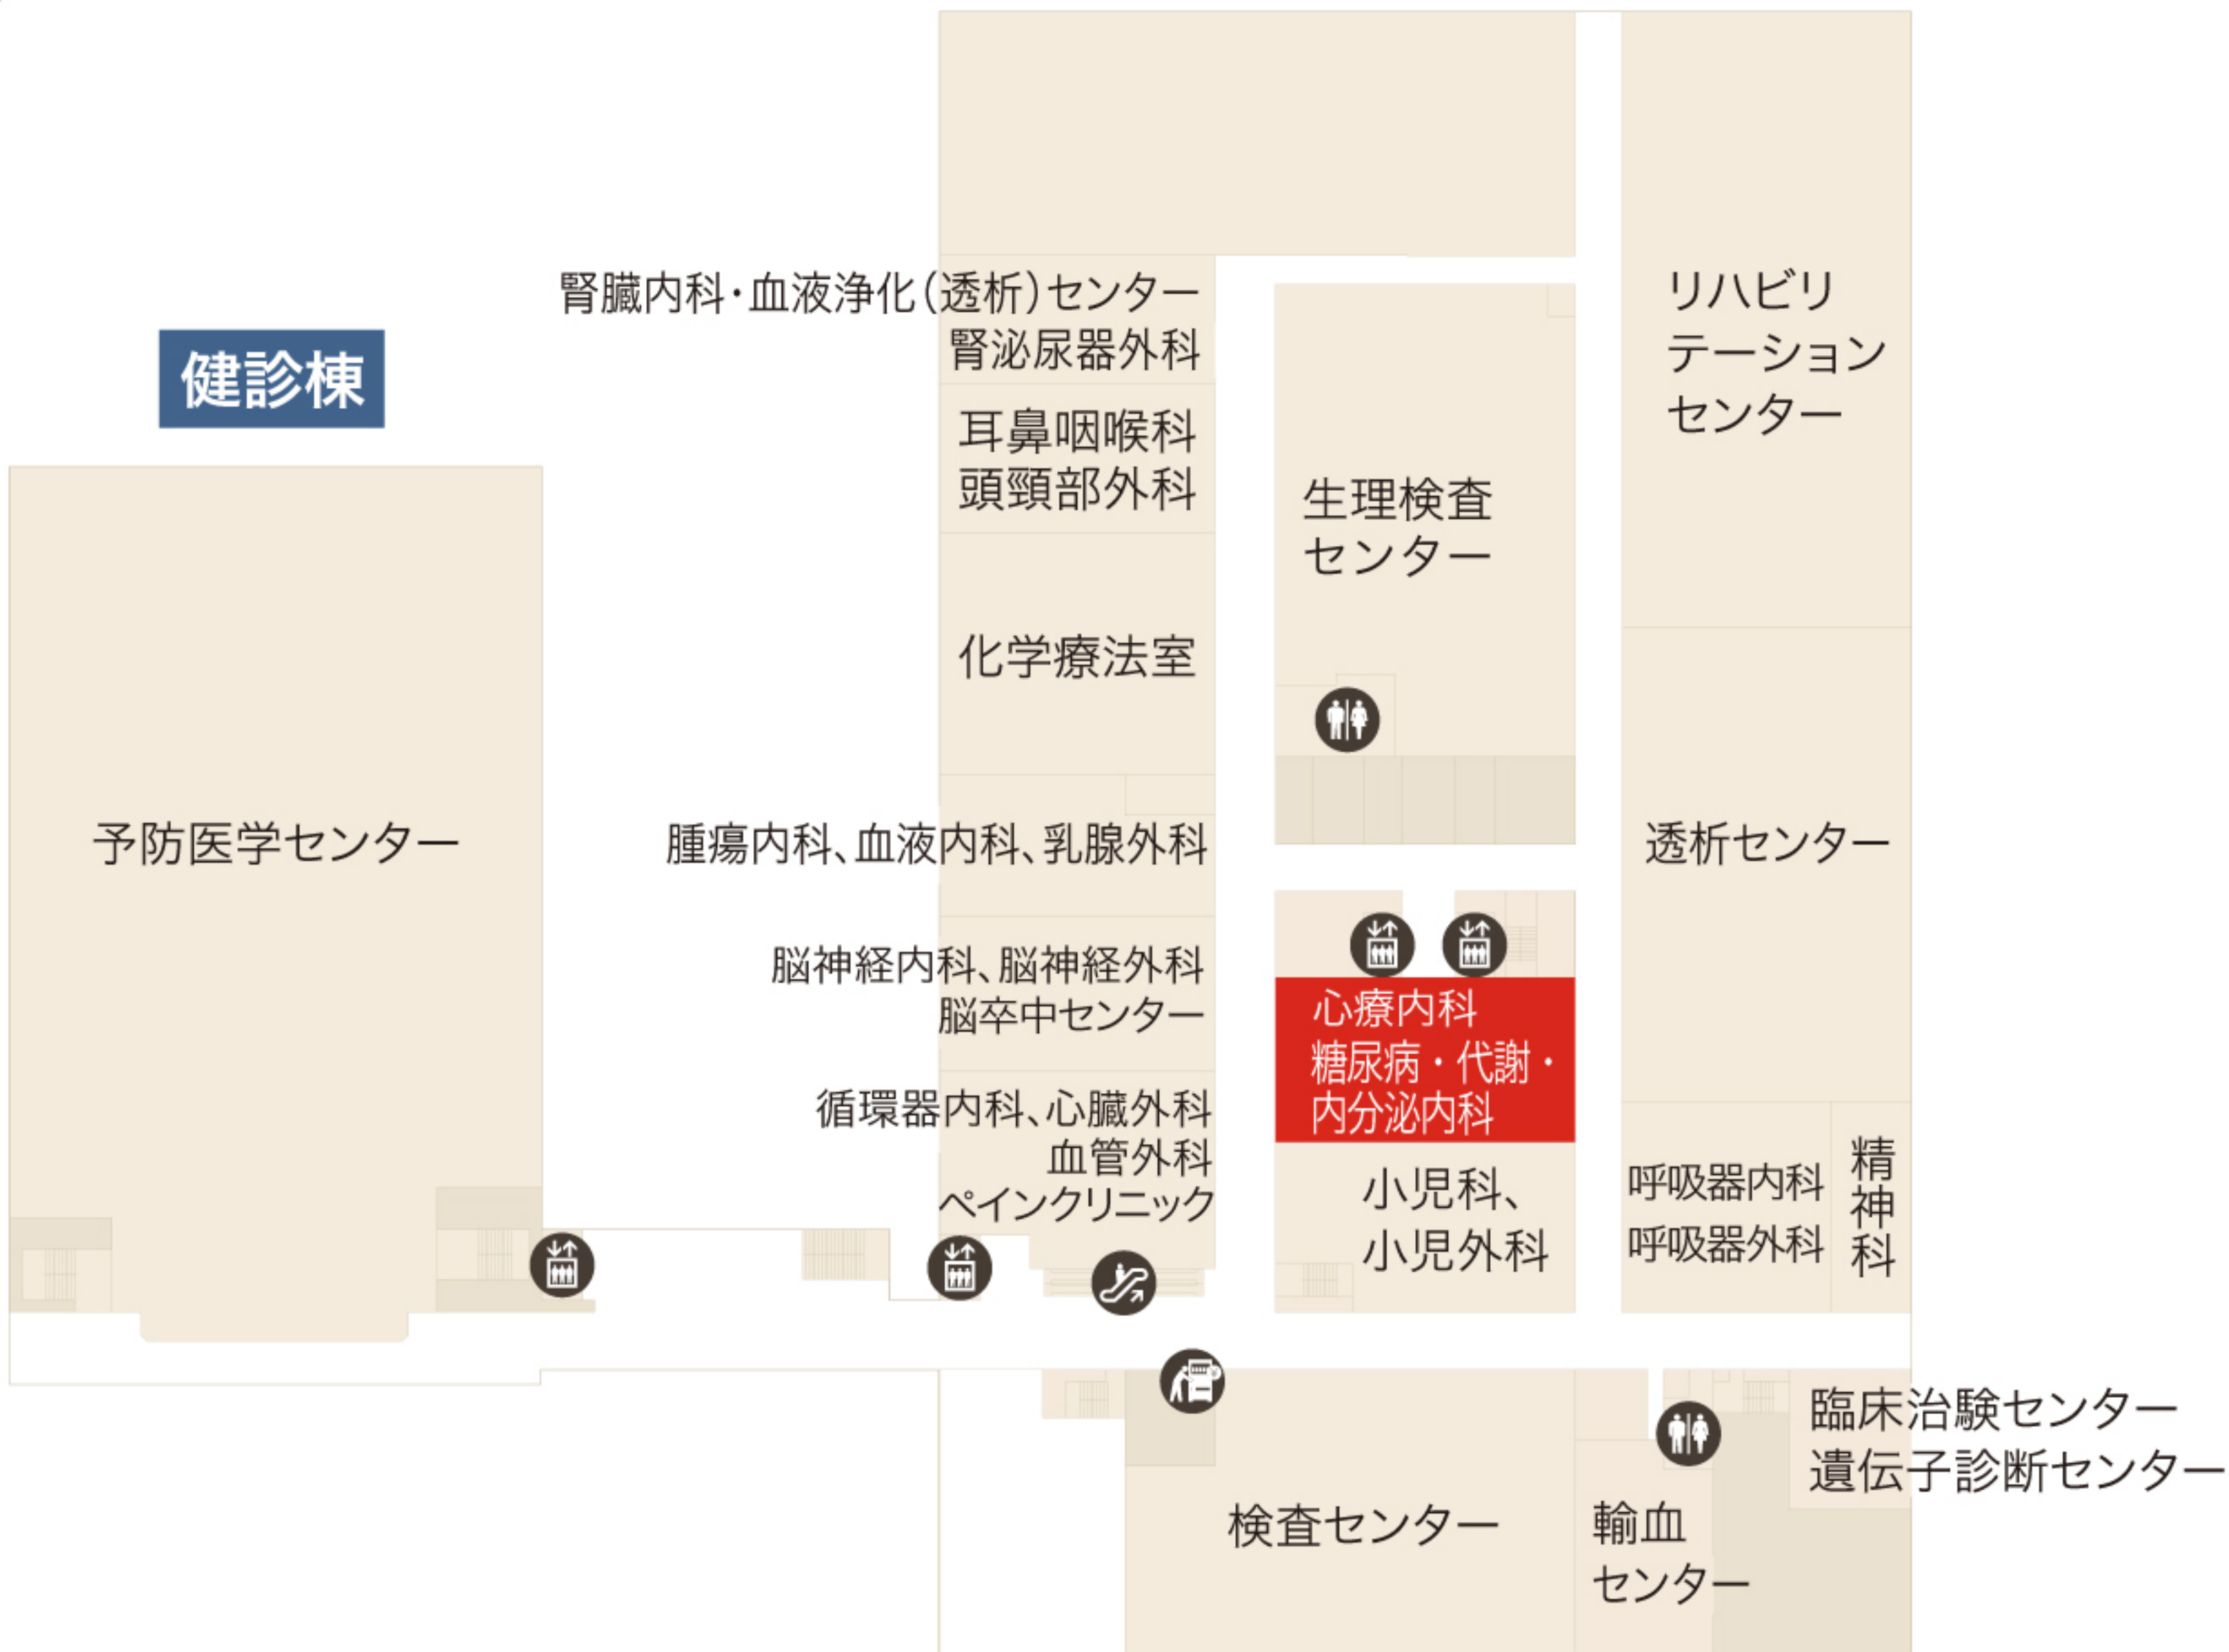 腎臓内科・血液浄化（透析）センター
腎泌尿器外科
リハビリ
テーション
センター
健診棟
耳鼻咽喉科
頭頸部外科
生理検査
センター
化学療法室
予防医学センター
腫瘍内科、血液内科、乳腺外科
透析センター
脳神経内科、脳神経外科
脳卒中センター
心療内科
糖尿病・代謝・
内分泌内科
循環器内科、心臓外科
血管外科
ペインクリニック
小児科、
小児外科
呼吸器内科
呼吸器外科
精神科
臨床治験センター
遺伝子診断センター
検査センター
輸血
センター